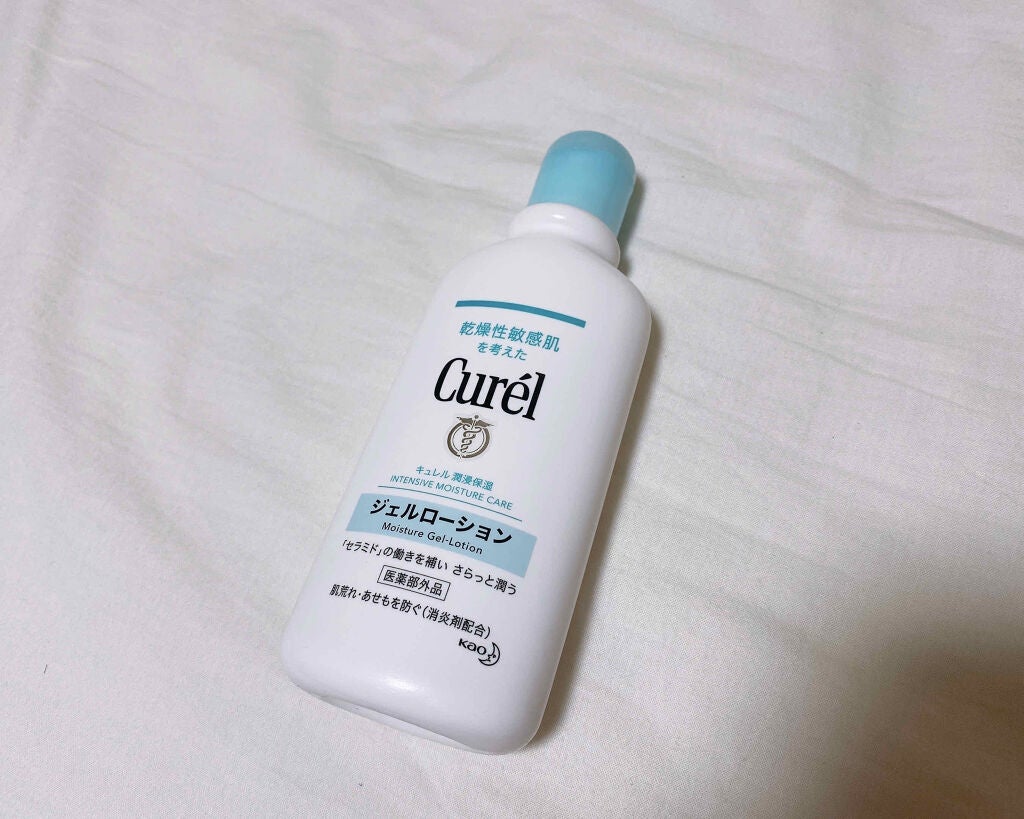 乾燥性敏感肌
を考えた
Curél
キュレル 潤浸保湿
INTENSIVE MOISTURE CARE
ジェルローション
Moisture Gel-Lotion
「セラミド」の働きを補い さらっと潤う
医薬部外品
肌荒れ・あせもを防ぐ(消炎剤配合)
Kao